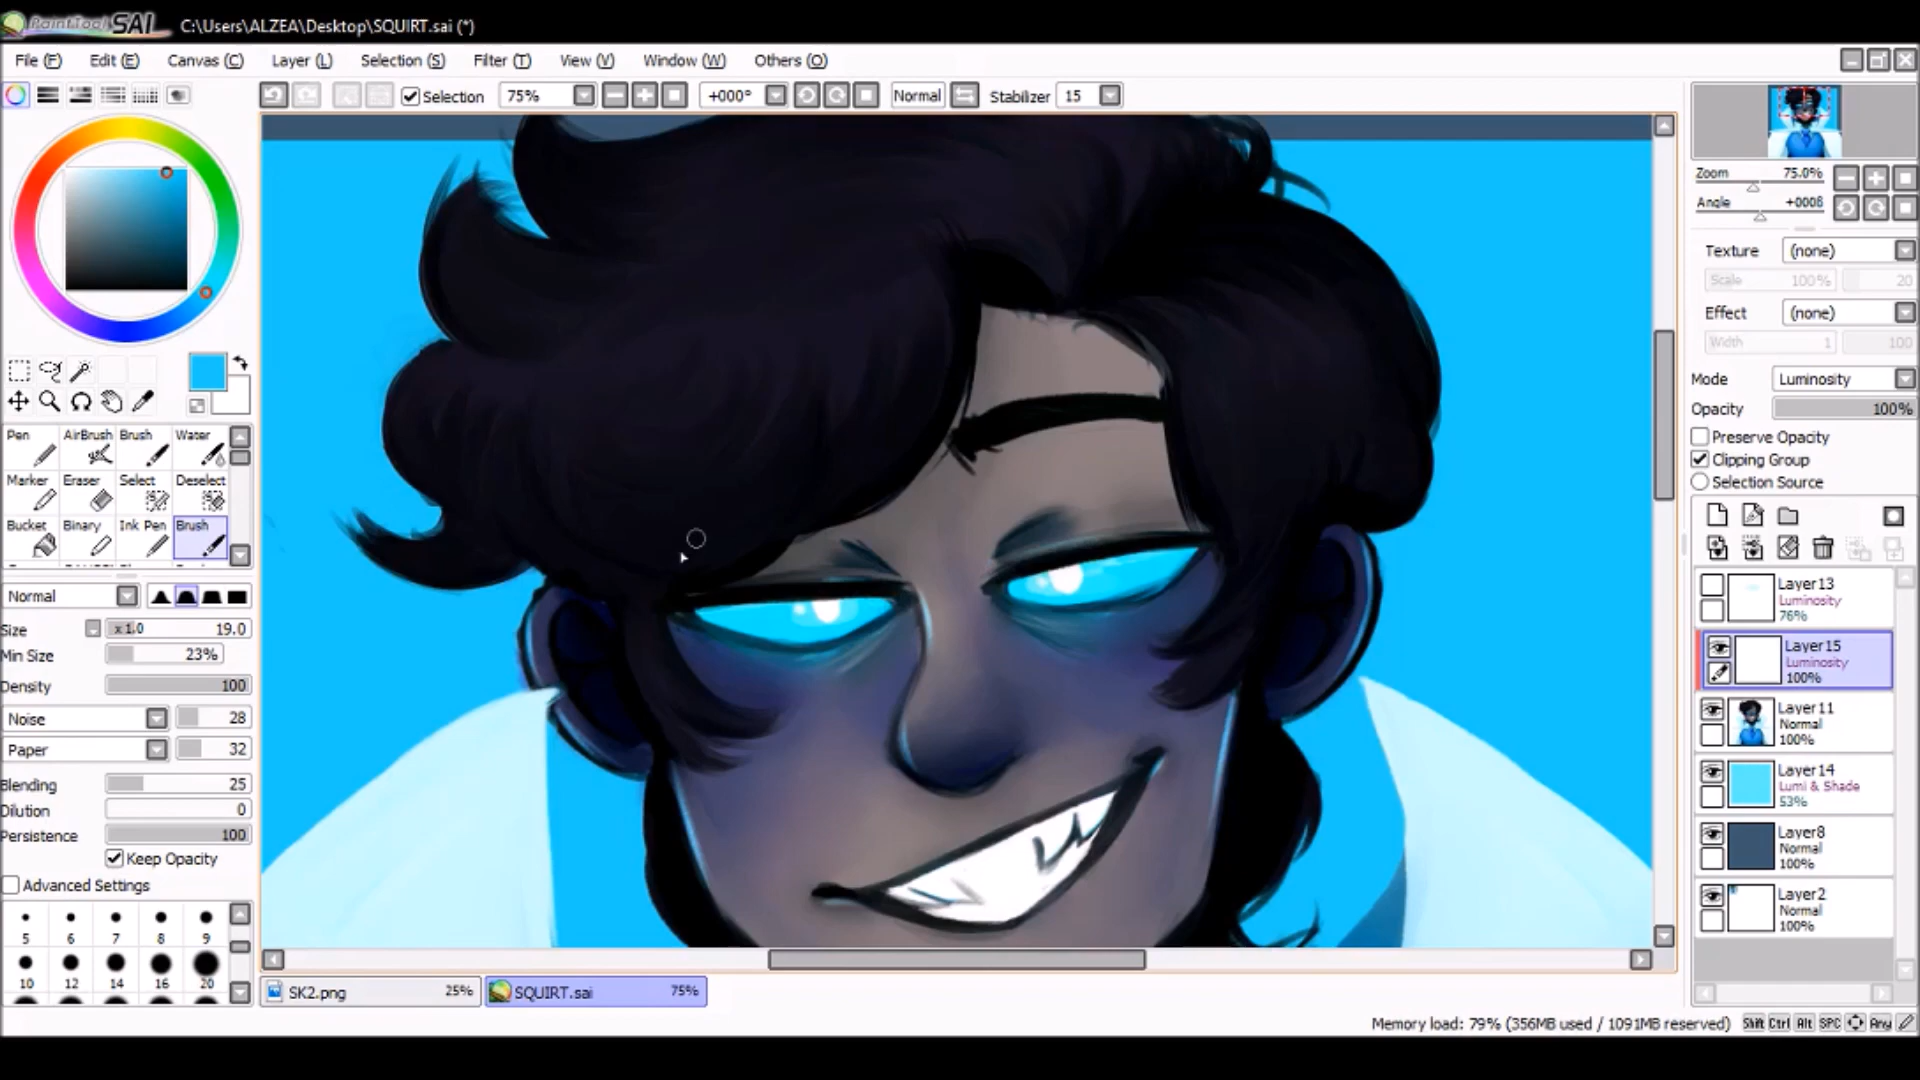 PaintTool SAI C:\Users\ALZEA\Desktop\SQUIRT.sai (*)
File (F) Edit (E) Canvas (C) Layer (L) Selection (S) Filter (T) View (V) Window (W) Others (O)
Selection 75% +000° Normal Stabilizer 15
Zoom 75.0%
Angle +000ß
Texture (none)
Scale 100% 20
Effect (none)
Width 1 100
Mode Luminosity
Opacity 100%
Preserve Opacity
Clipping Group
Selection Source
Pen AirBrush Brush Water
Marker Eraser Select Deselect
Bucket Binary Ink Pen Brush
Normal
Size x1.0 19.0
Min Size 23%
Density 100
Noise 28
Paper 32
Blending 25
Dilution 0
Persistence 100
Keep Opacity
Advanced Settings
5 6 7 8 9
10 12 14 16 20
Layer13
Luminosity
76%
Layer15
Luminosity
100%
Layer11
Normal
100%
Layer14
Lumi & Shade
53%
Layer8
Normal
100%
Layer2
Normal
100%
SK2.png 25% SQUIRT.sai 75%
Memory load: 79% (356MB used / 1091MB reserved) Shift Ctrl Alt SPC Any